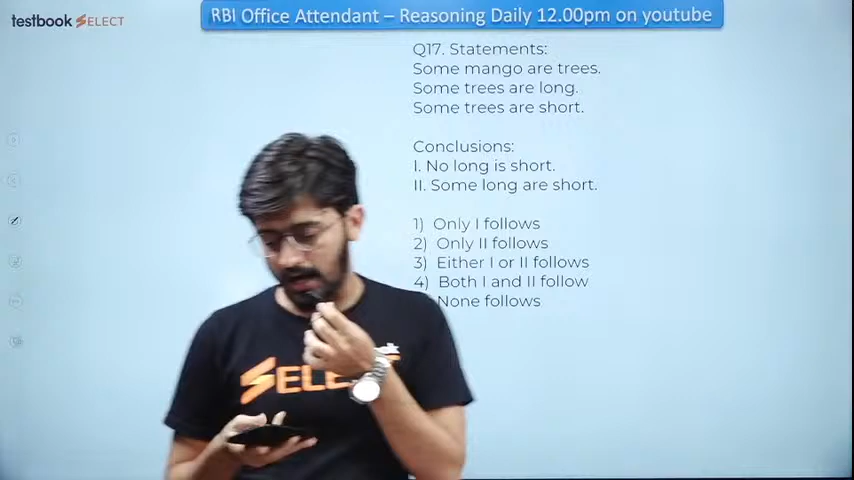 testbook SELECT
RBI Office Attendant – Reasoning Daily 12.00pm on youtube
Q17. Statements:
Some mango are trees.
Some trees are long.
Some trees are short.
Conclusions:
I. No long is short.
II. Some long are short.
1) Only I follows
2) Only II follows
3) Either I or II follows
4) Both I and II follow
None follows
SELE